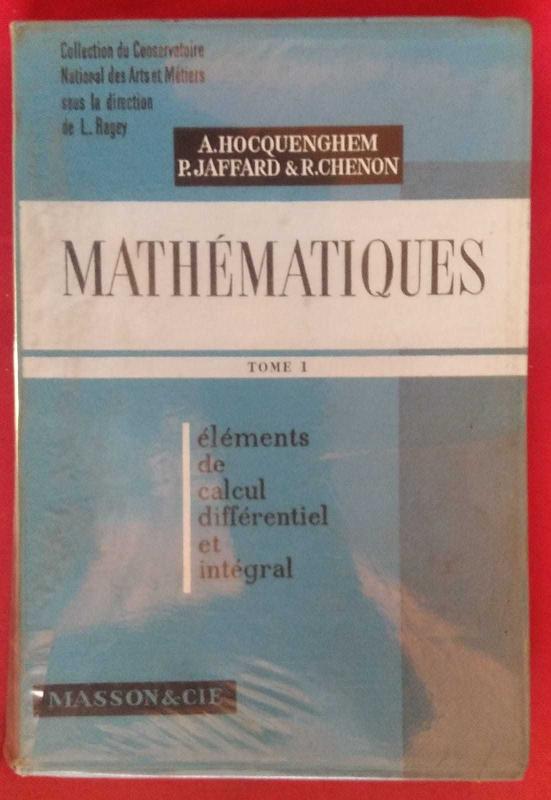 Collection du Conservatoire
National des Arts et Métiers
sous la direction
de L. Ragey
A. HOCQUENGHEM
P. JAFFARD & R. CHENON
MATHÉMATIQUES
TOME 1
éléments
de
calcul
différentiel
et
intégral
MASSON & CIE